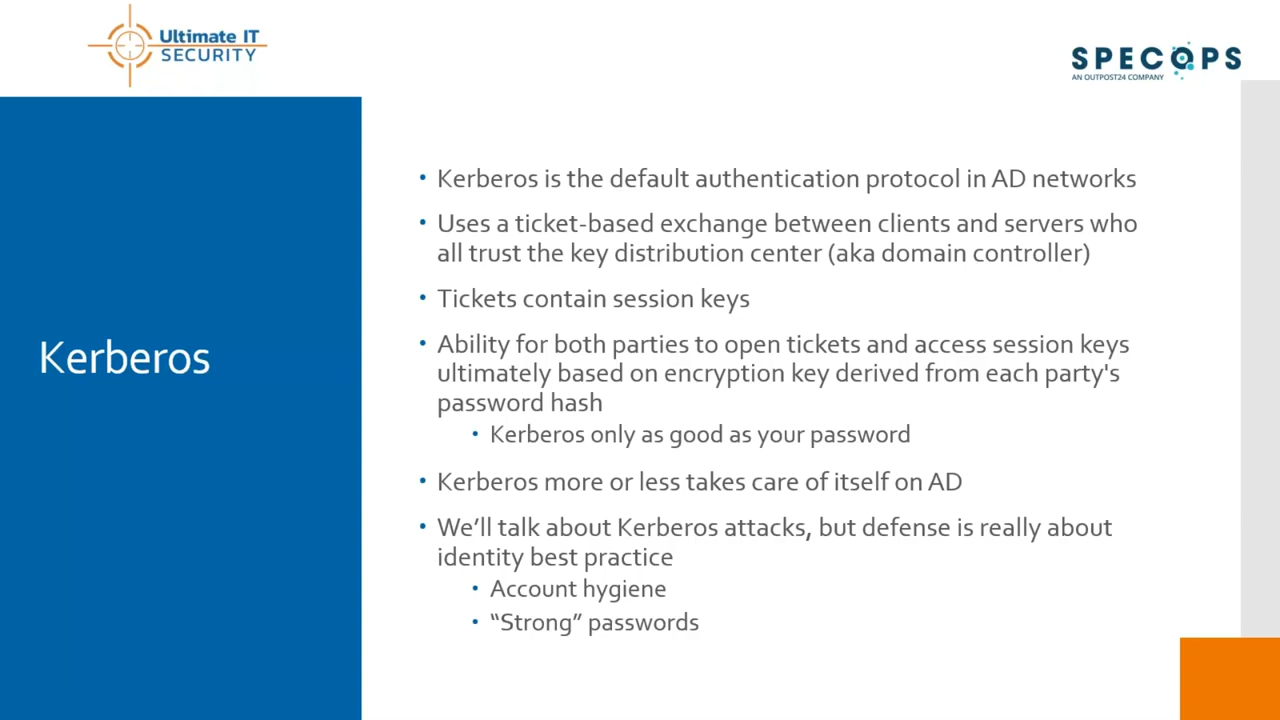 Ultimate IT
SECURITY
SPECOPS
AN OUTPOST24 COMPANY
Kerberos
• Kerberos is the default authentication protocol in AD networks
• Uses a ticket-based exchange between clients and servers who
all trust the key distribution center (aka domain controller)
• Tickets contain session keys
• Ability for both parties to open tickets and access session keys
ultimately based on encryption key derived from each party's
password hash
• Kerberos only as good as your password
• Kerberos more or less takes care of itself on AD
• We’ll talk about Kerberos attacks, but defense is really about
identity best practice
• Account hygiene
• “Strong” passwords